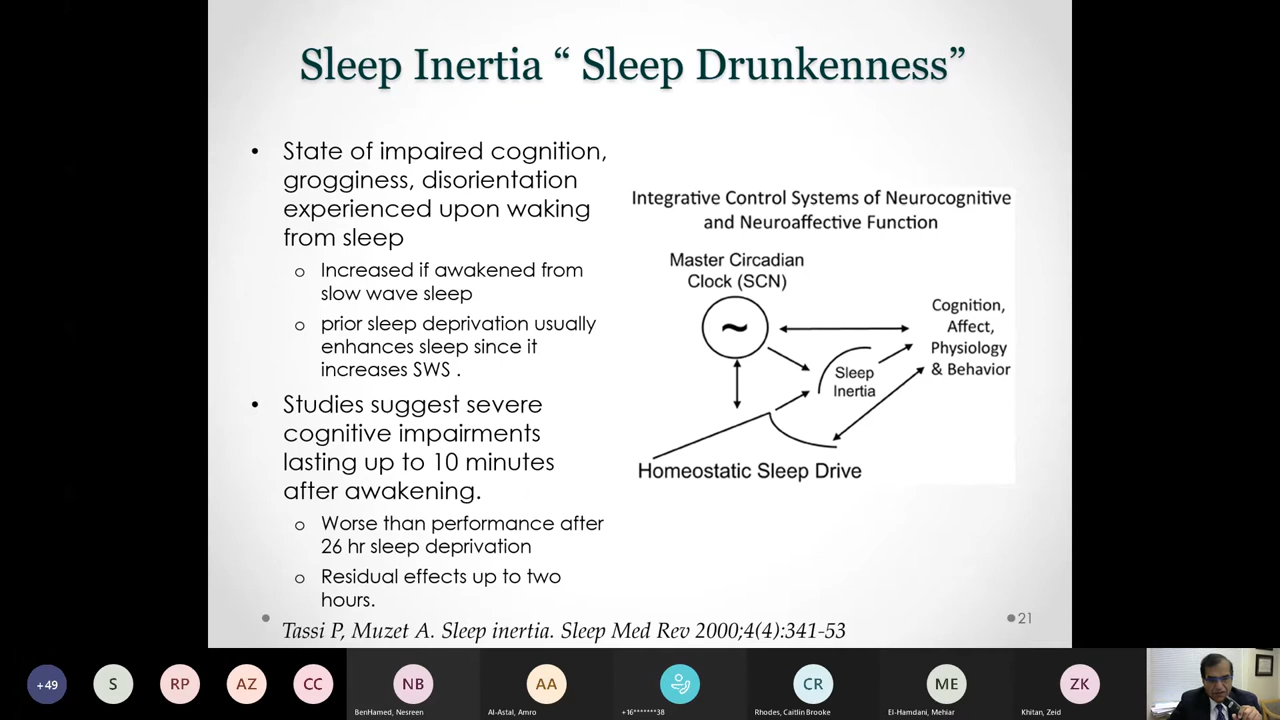 Sleep Inertia “ Sleep Drunkenness”
• State of impaired cognition,
grogginess, disorientation
experienced upon waking
from sleep
o Increased if awakened from
slow wave sleep
o prior sleep deprivation usually
enhances sleep since it
increases SWS .
• Studies suggest severe
cognitive impairments
lasting up to 10 minutes
after awakening.
o Worse than performance after
26 hr sleep deprivation
o Residual effects up to two
hours.
Integrative Control Systems of Neurocognitive
and Neuroaffective Function
Master Circadian
Clock (SCN)
~
Cognition,
Affect,
Physiology
& Behavior
Sleep
Inertia
Homeostatic Sleep Drive
21
Tassi P, Muzet A. Sleep inertia. Sleep Med Rev 2000;4(4):341-53
+49
S
RP
AZ
CC
NB
BenHamed, Nesreen
AA
Al-Astal, Amro
+16*******38
CR
Rhodes, Caitlin Brooke
ME
El-Hamdani, Mehiar
ZK
Khitan, Zeid